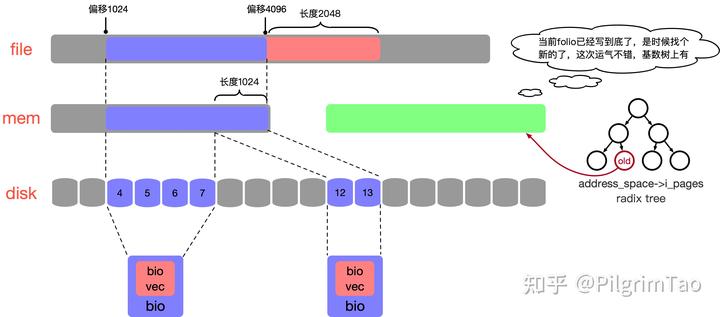 偏移1024
偏移4096
长度2048
file
当前folio已经写到底了，是时候找个
新的了，这次运气不错，基数树上有
长度1024
mem
old
address_space->i_pages
radix tree
disk
4 5 6 7 12 13
bio
vec
bio
bio
vec
bio
知乎 @PilgrimTao